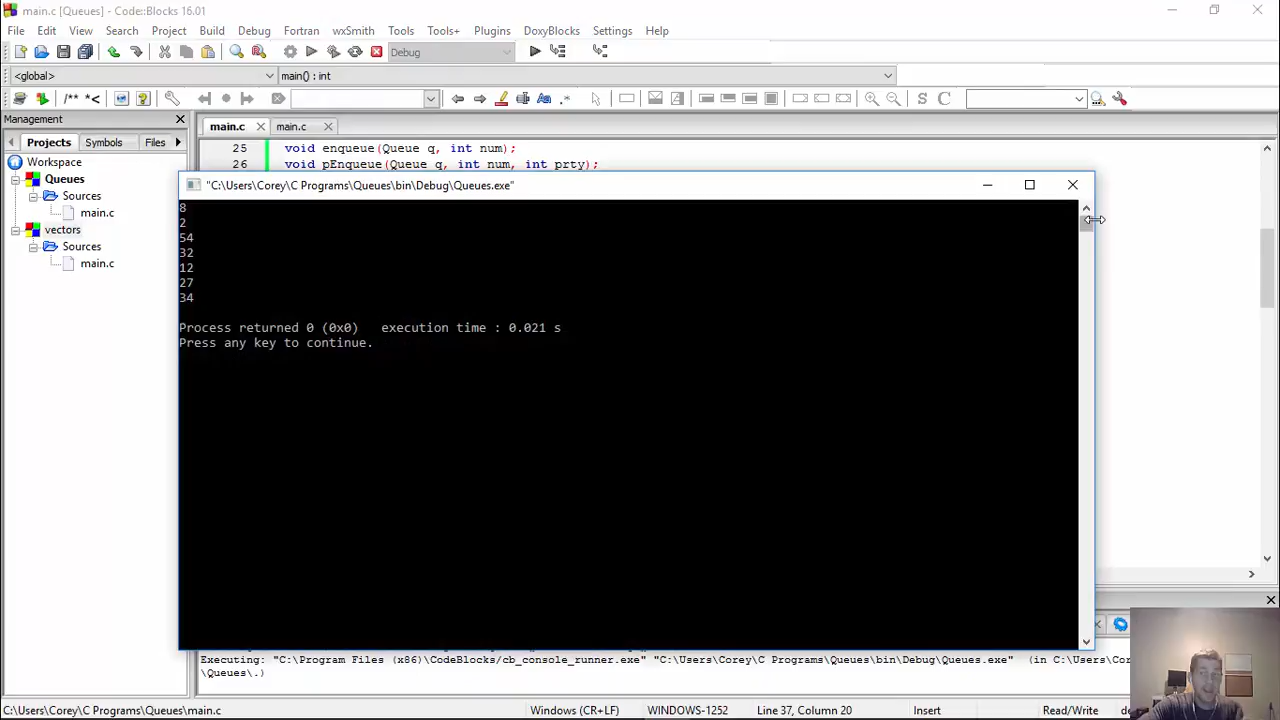 main.c [Queues] - Code::Blocks 16.01
File Edit View Search Project Build Debug Fortran wxSmith Tools Tools+ Plugins DoxyBlocks Settings Help
Debug
<global> main() : int
/** *<
S C
Management
Projects Symbols Files
main.c main.c
Workspace
Queues
Sources
main.c
vectors
Sources
main.c
25 void enqueue(Queue q, int num);
26 void pEnqueue(Queue q, int num, int prty);
"C:\Users\Corey\C Programs\Queues\bin\Debug\Queues.exe"
8
2
54
32
12
27
34
Process returned 0 (0x0) execution time : 0.021 s
Press any key to continue.
Executing: "C:\Program Files (x86)\CodeBlocks/cb_console_runner.exe" "C:\Users\Corey\C Programs\Queues\bin\Debug\Queues.exe" (in C:\Users\Corey\C
\Queues\.)
C:\Users\Corey\C Programs\Queues\main.c Windows (CR+LF) WINDOWS-1252 Line 37, Column 20 Insert Read/Write